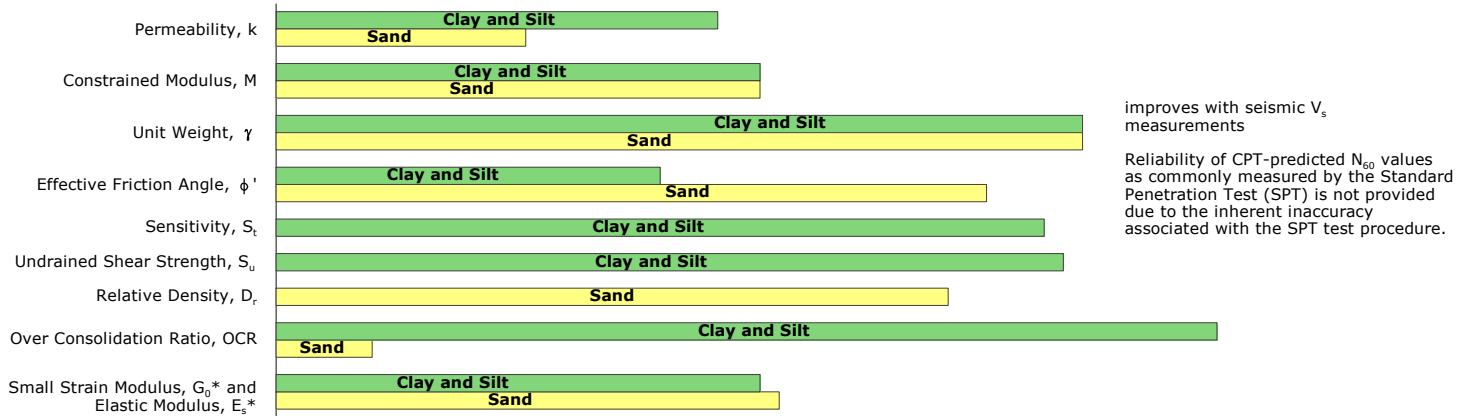 Permeability, k
Clay and Silt
Sand
Constrained Modulus, M
Clay and Silt
Sand
Unit Weight, γ
Clay and Silt
Sand
Effective Friction Angle, ϕ'
Clay and Silt
Sand
Sensitivity, Sₜ
Clay and Silt
Undrained Shear Strength, Sᵤ
Clay and Silt
Relative Density, Dᵣ
Sand
Over Consolidation Ratio, OCR
Clay and Silt
Sand
Small Strain Modulus, G₀* and
Elastic Modulus, Eₛ*
Clay and Silt
Sand
improves with seismic Vₛ
measurements
Reliability of CPT-predicted N₆₀ values
as commonly measured by the Standard
Penetration Test (SPT) is not provided
due to the inherent inaccuracy
associated with the SPT test procedure.